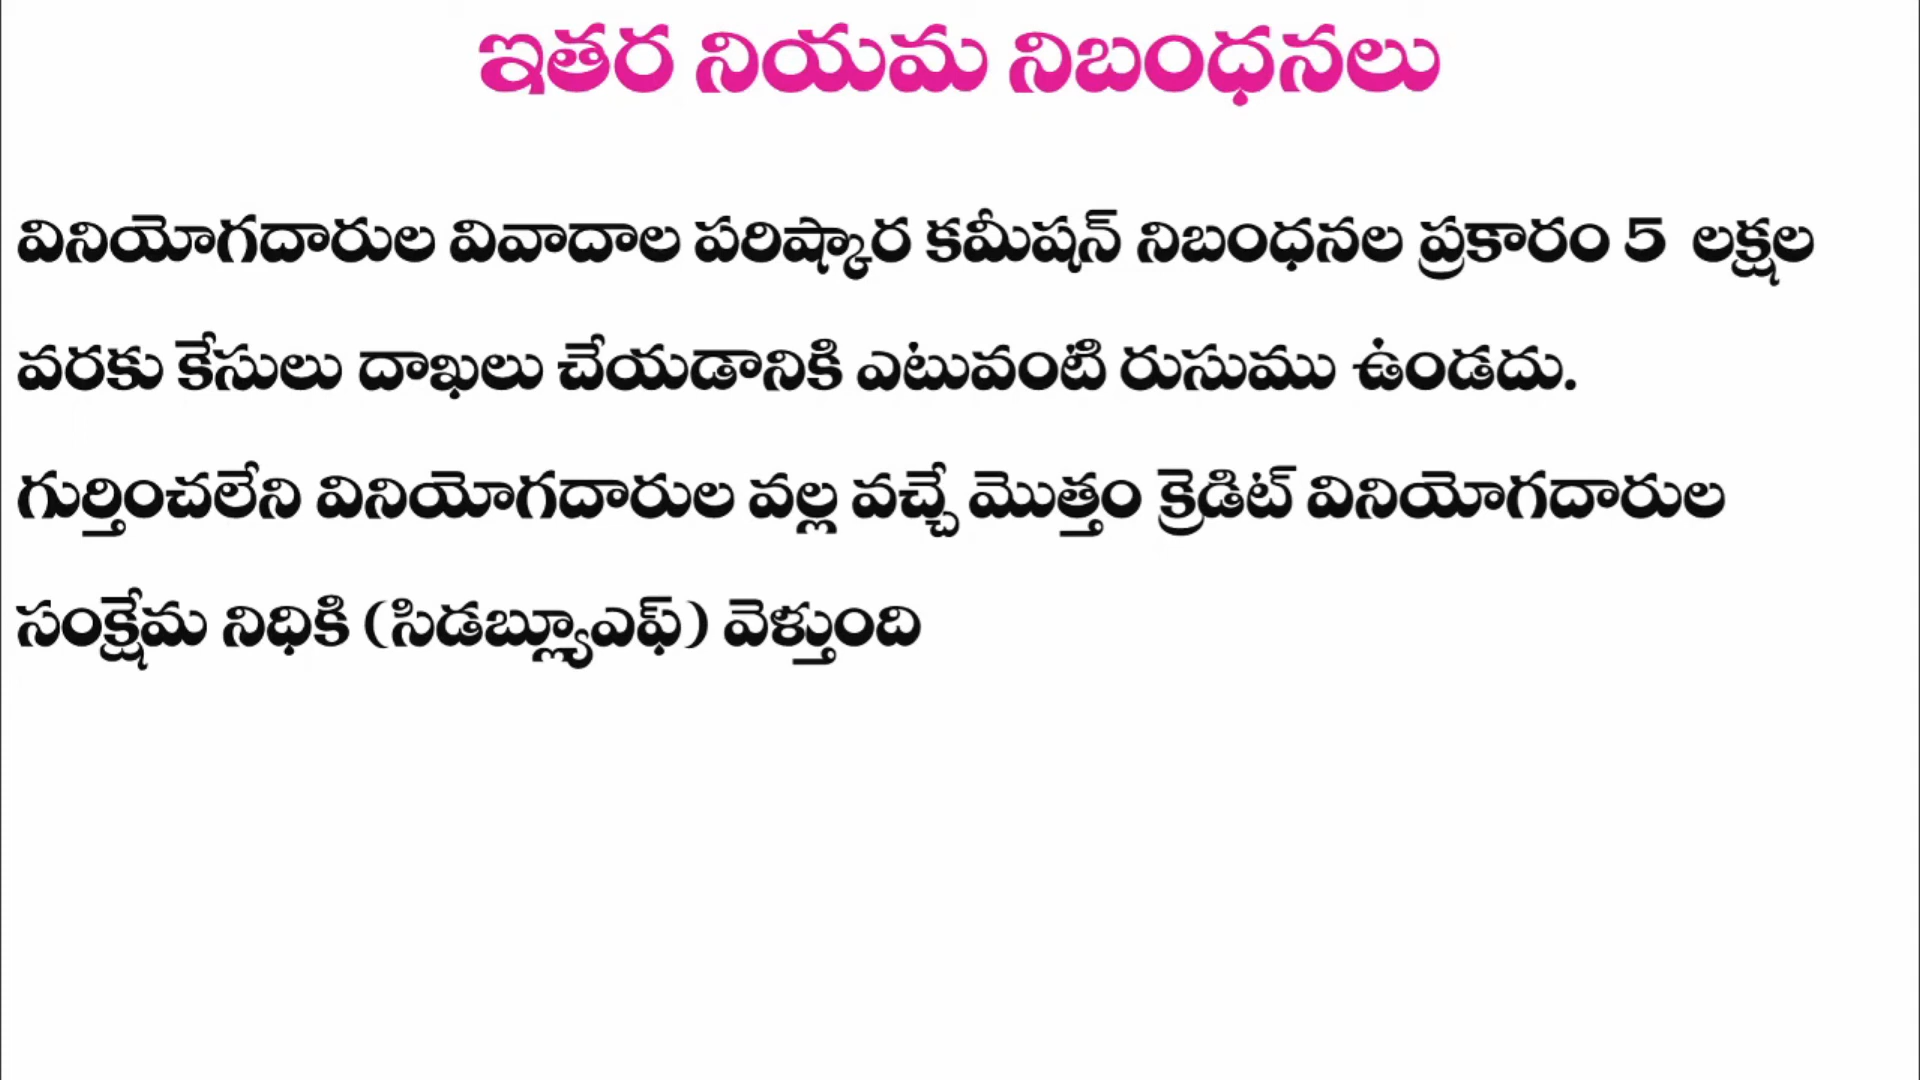 ఇతర నియమ నిబంధనలు
వినియోగదారుల వివాదాల పరిష్కార కమీషన్ నిబంధనల ప్రకారం 5 లక్షల
వరకు కేసులు దాఖలు చేయడానికి ఎటువంటి రుసుము ఉండదు.
గుర్తించలేని వినియోగదారుల వల్ల వచ్చే మొత్తం క్రెడిట్ వినియోగదారుల
సంక్షేమ నిధికి (సిడబ్ల్యూఎఫ్) వెళ్తుంది